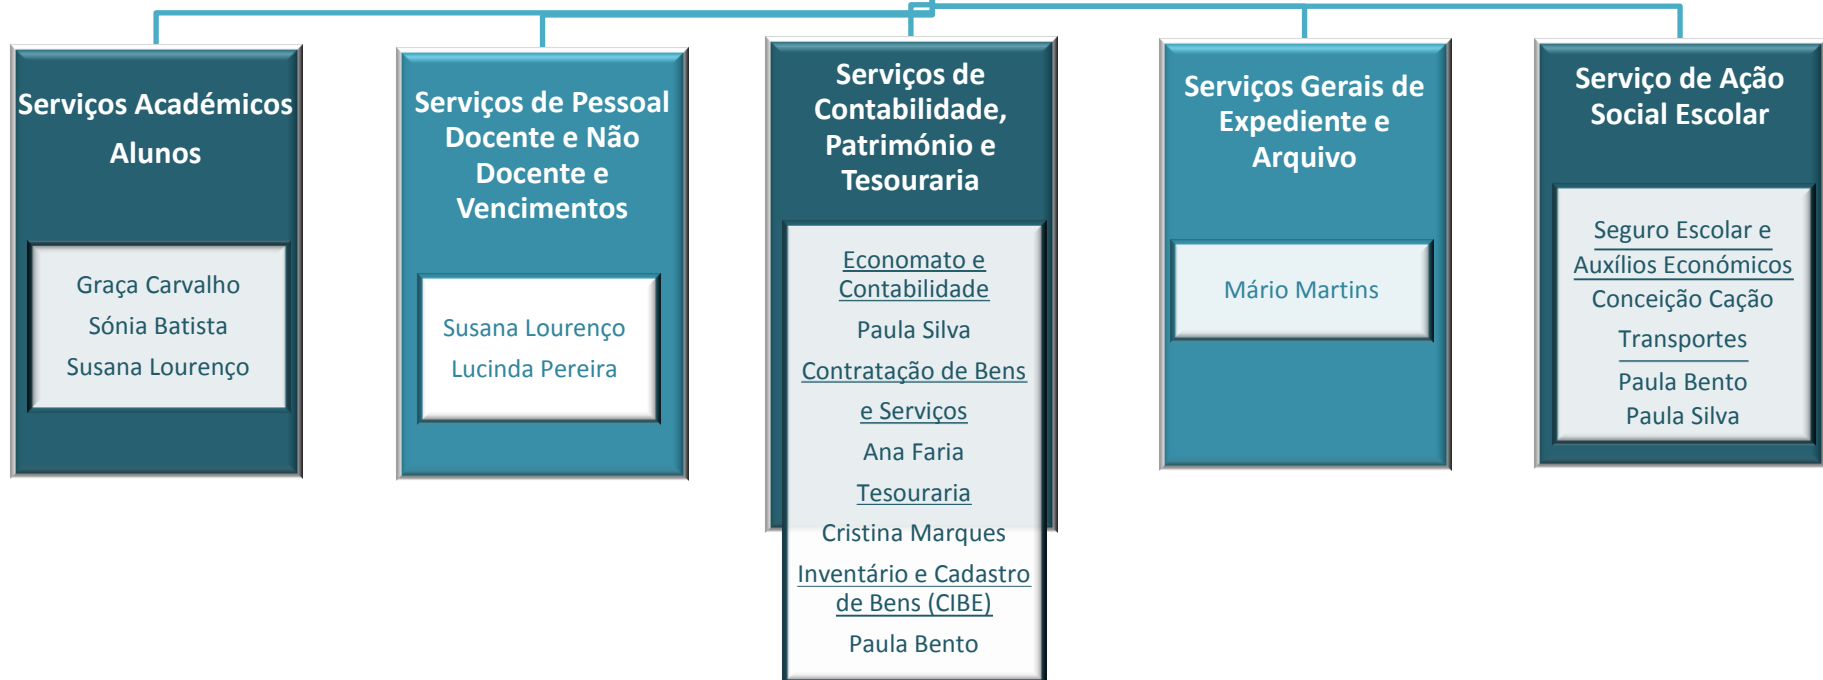 Serviços Académicos
Alunos
Graça Carvalho
Sónia Batista
Susana Lourenço
Serviços de Pessoal
Docente e Não
Docente e
Vencimentos
Susana Lourenço
Lucinda Pereira
Serviços de
Contabilidade,
Património e
Tesouraria
Economato e
Contabilidade
Paula Silva
Contratação de Bens
e Serviços
Ana Faria
Tesouraria
Cristina Marques
Inventário e Cadastro
de Bens (CIBE)
Paula Bento
Serviços Gerais de
Expediente e
Arquivo
Mário Martins
Serviço de Ação
Social Escolar
Seguro Escolar e
Auxílios Económicos
Conceição Cação
Transportes
Paula Bento
Paula Silva